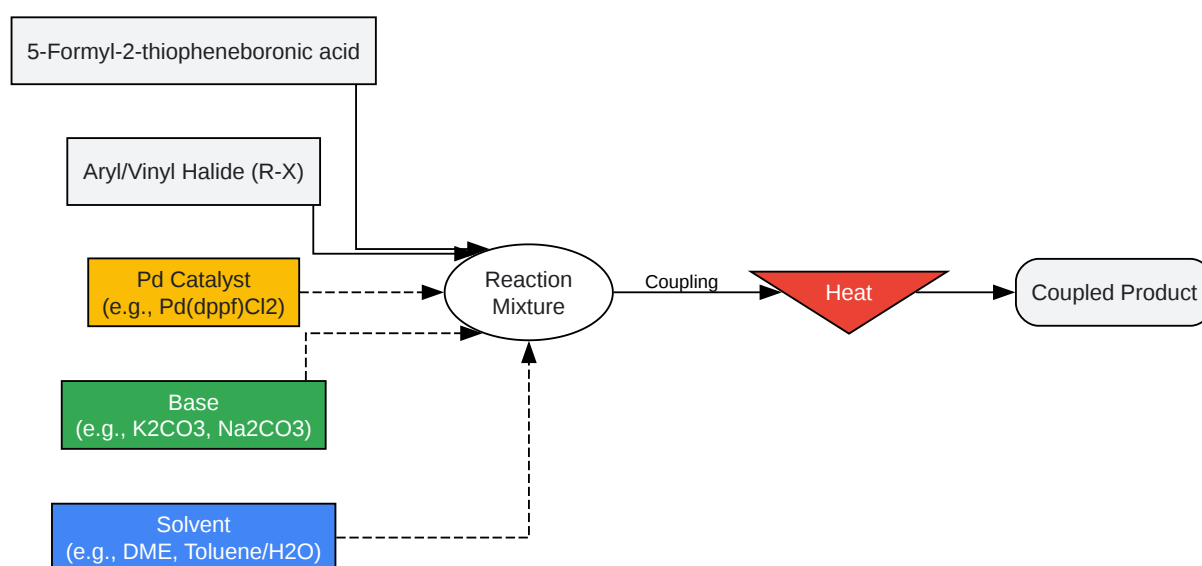 5-Formyl-2-thiopheneboronic acid
Aryl/Vinyl Halide (R-X)
Pd Catalyst
(e.g., Pd(dppf)Cl2)
Base
(e.g., K2CO3, Na2CO3)
Solvent
(e.g., DME, Toluene/H2O)
Reaction
Mixture
Coupling
Heat
Coupled Product